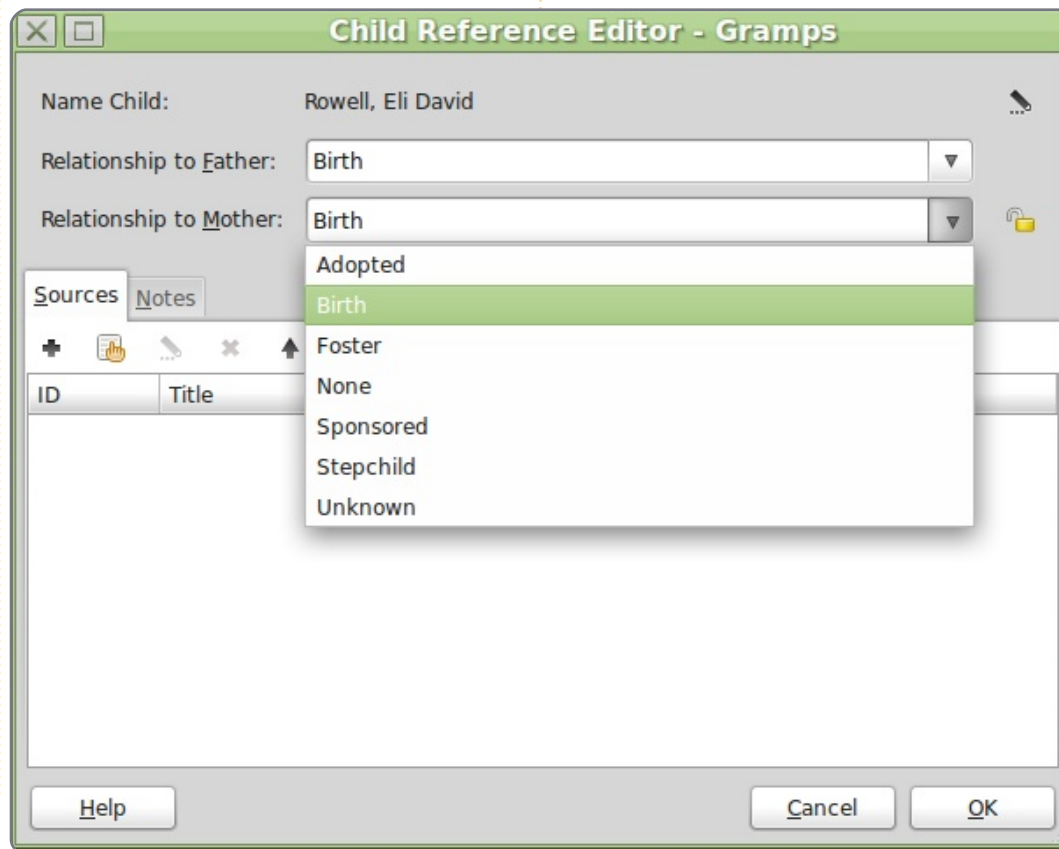 Child Reference Editor - Gramps
Name Child: Rowell, Eli David
Relationship to Father: Birth
Relationship to Mother: Birth
Adopted
Birth
Foster
None
Sponsored
Stepchild
Unknown
Sources Notes
ID Title
Help Cancel OK